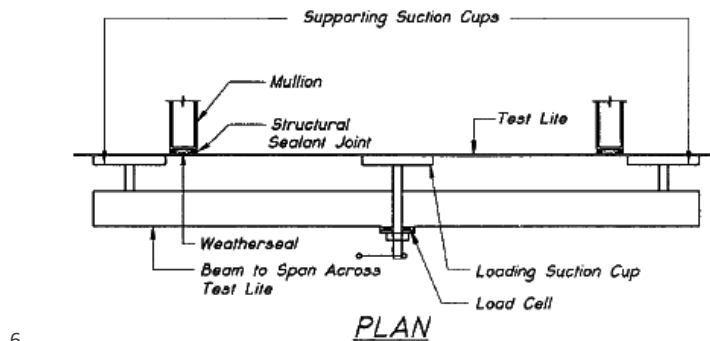 Supporting Suction Cups
Mullion
Structural
Sealant Joint
Test Lite
Weatherseal
Beam to Span Across
Test Lite
Loading Suction Cup
Load Cell
PLAN
6